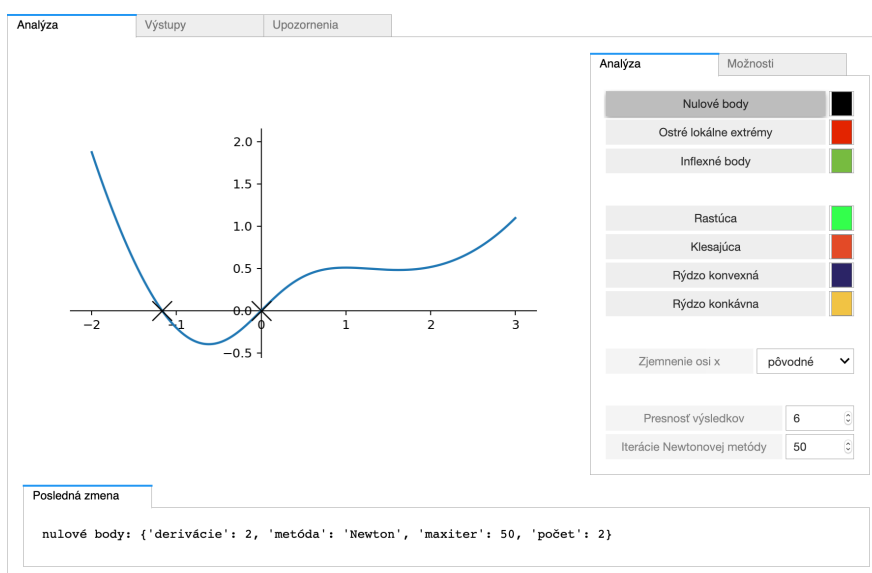 Analýza Výstupy Upozornenia
Analýza Možnosti
Nulové body
Ostré lokálne extrémy
Inflexné body
Rastúca
Klesajúca
Rýdzo konvexná
Rýdzo konkávna
Zjemnenie osi x pôvodné
Presnosť výsledkov 6
Iterácie Newtonovej metódy 50
2.0
1.5
1.0
0.5
0.0
−0.5
−2 −1 0 1 2 3
Posledná zmena
nulové body: {'derivácie': 2, 'metóda': 'Newton', 'maxiter': 50, 'počet': 2}